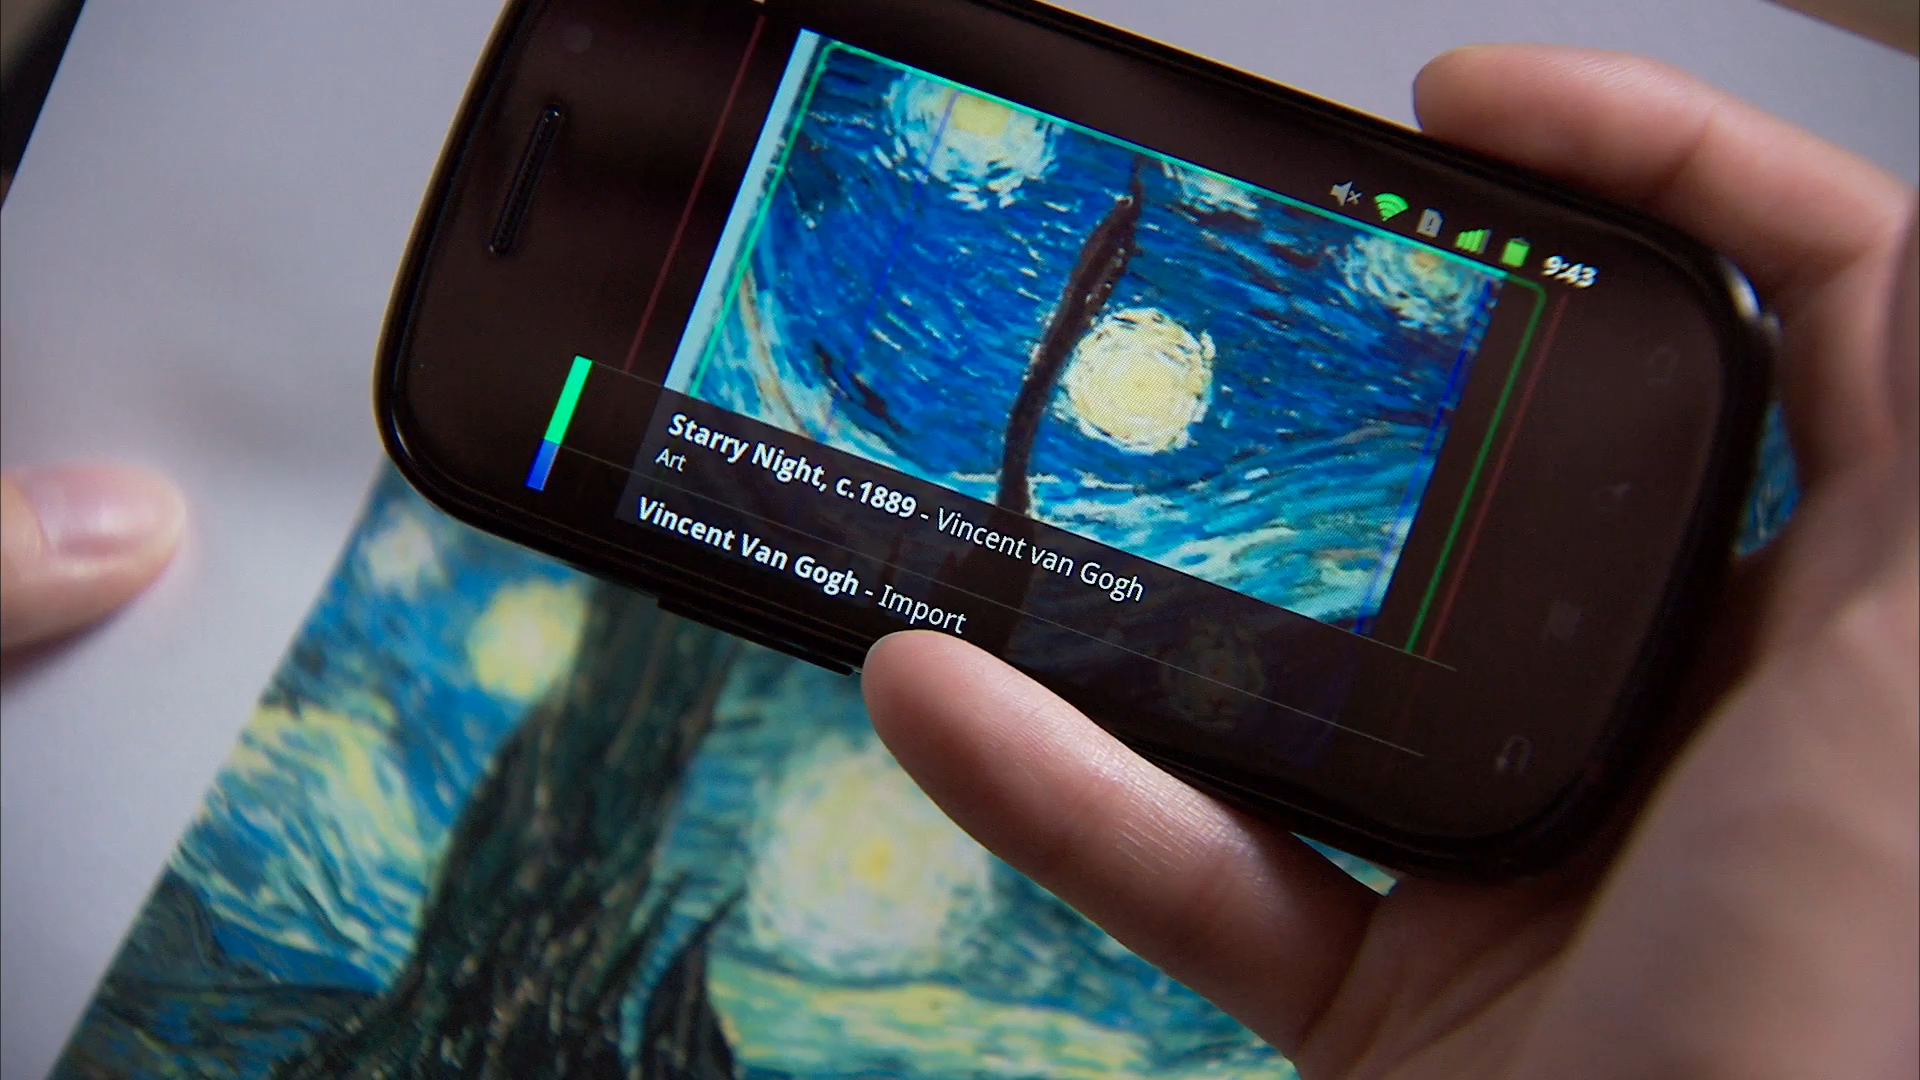 9:43
Starry Night, c.1889 - Vincent van Gogh
Art
Vincent Van Gogh - Import